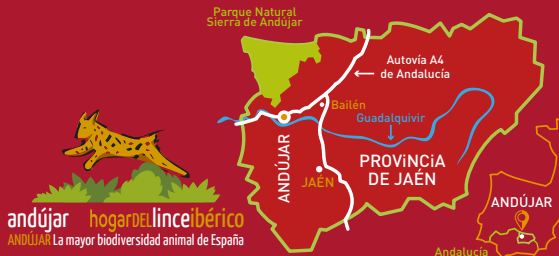 Parque Natural
Sierra de Andújar
Autovía A4
de Andalucía
Bailén
Guadalquivir
ANDÚJAR
PROViNCiA
DE JAÉN
JAÉN
andújar hogarDELlinceibérico
ANDÚJAR La mayor biodiversidad animal de España
ANDÚJAR
Andalucía